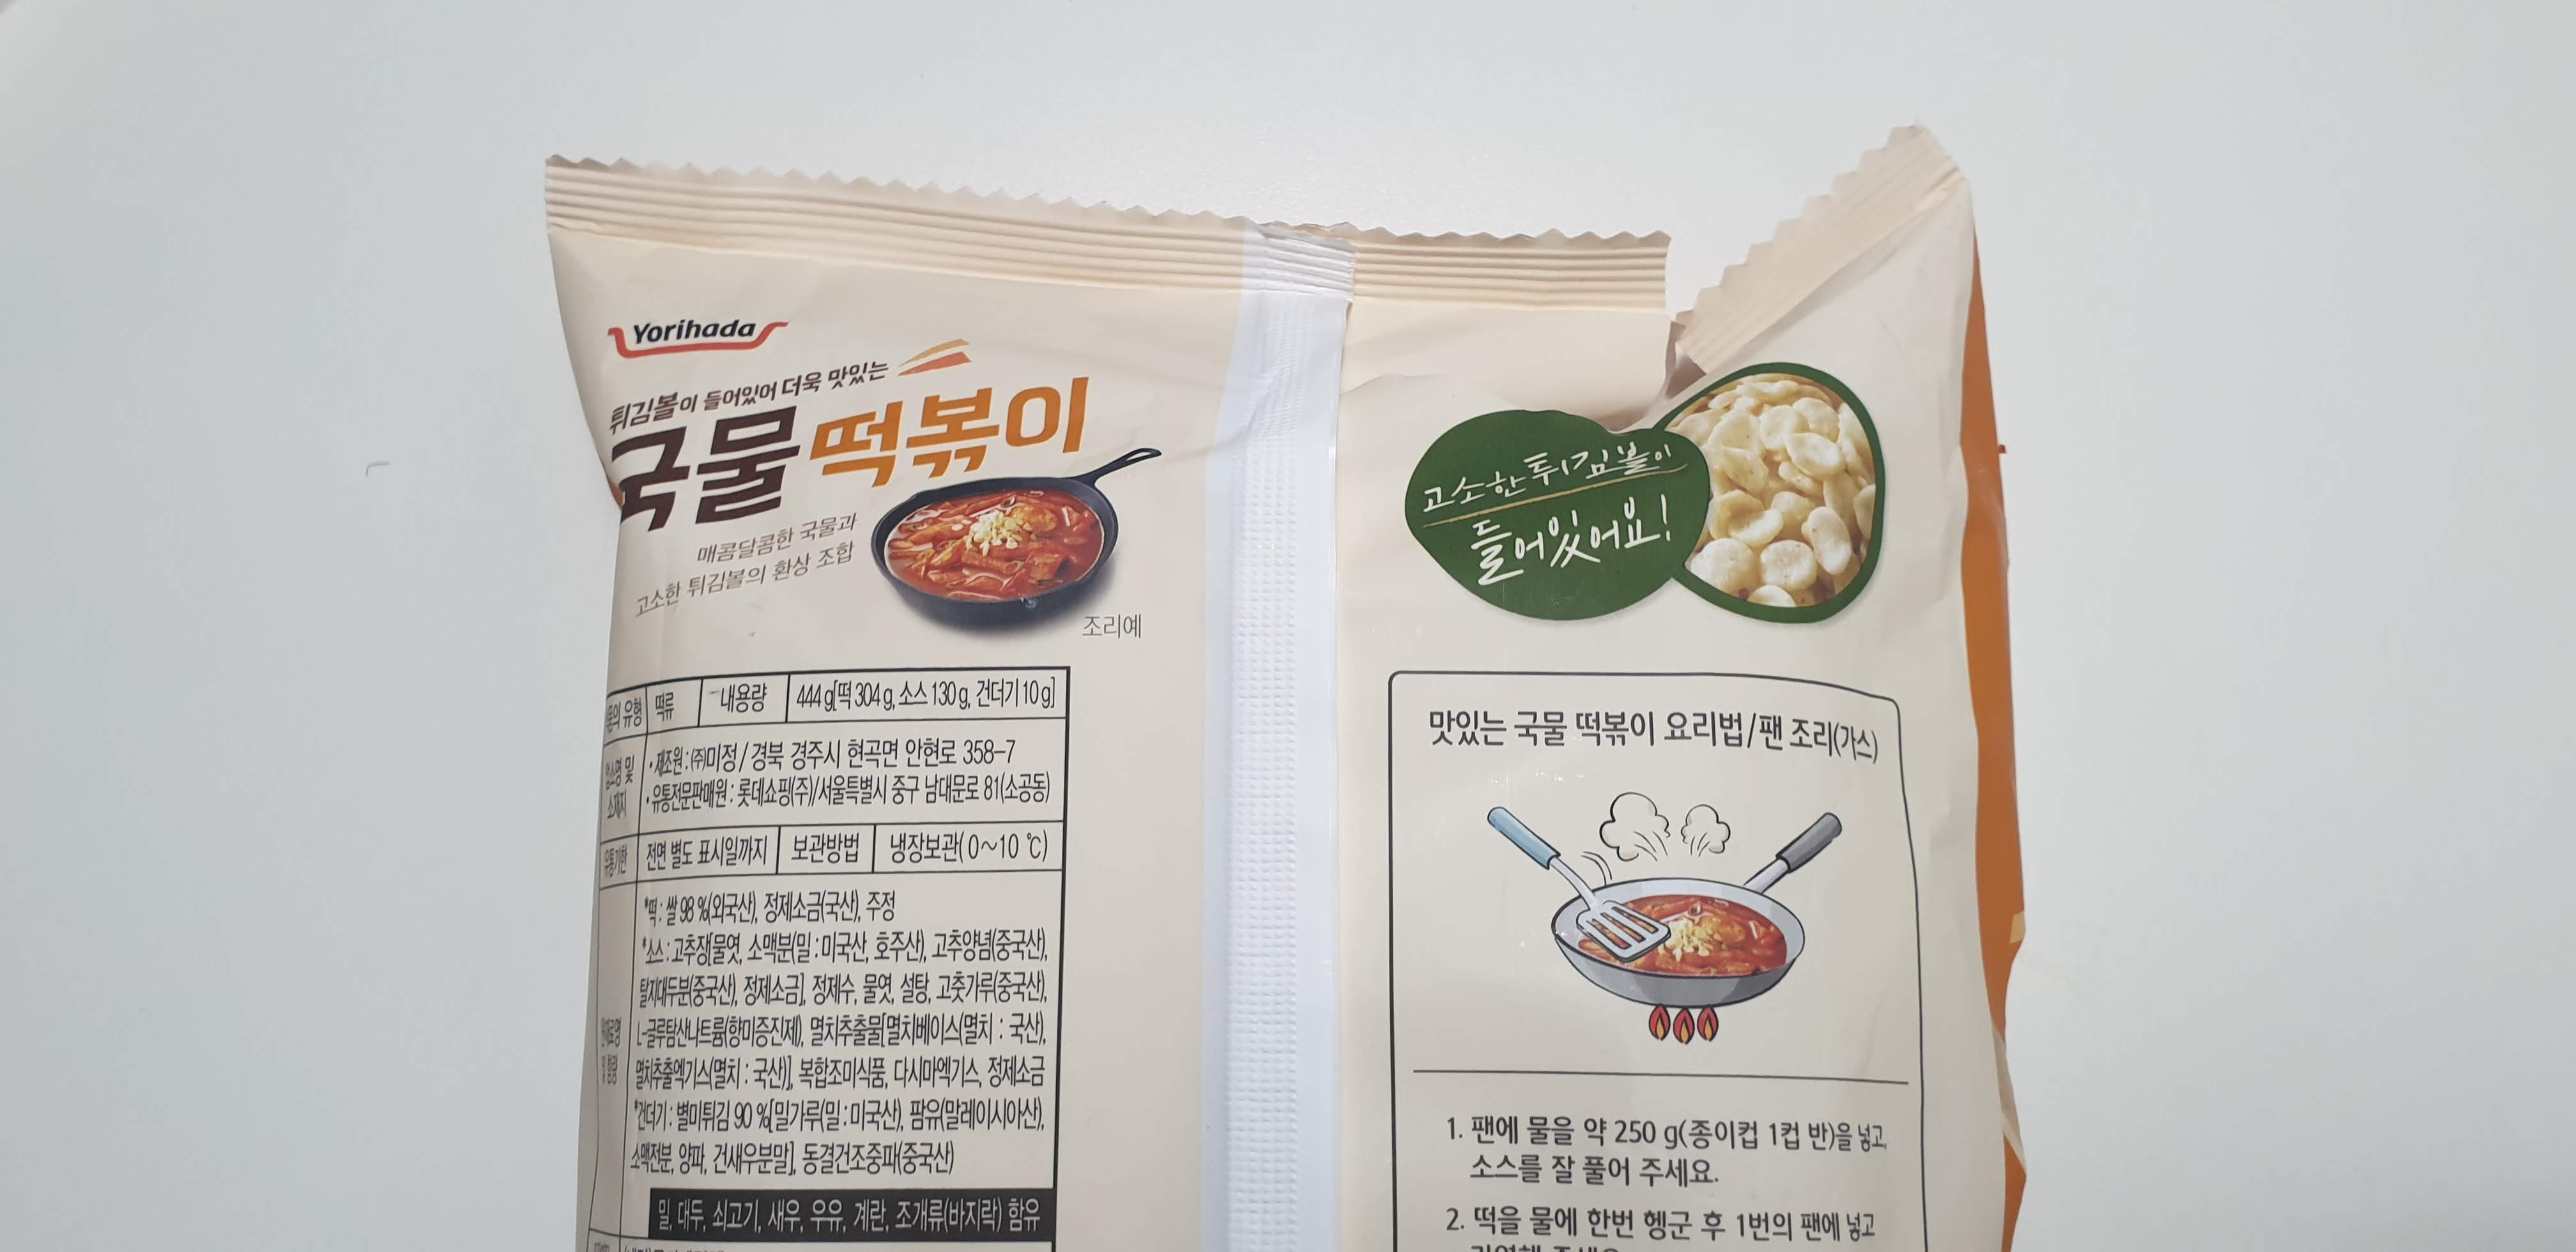 Yorihada
튀김볼이 들어있어 더욱 맛있는
국물떡볶이
매콤달콤한 국물과
고소한 튀김볼의 환상 조합
조리예
유형 떡류 내용량 444 g[떡 304 g, 소스 130 g, 건더기 10 g]
업소명 및 소재지
• 제조원 : ㈜미정 / 경북 경주시 현곡면 안현로 358-7
• 유통전문판매원 : 롯데쇼핑(주)/서울특별시 중구 남대문로 81(소공동)
유통기한 전면 별도 표시일까지 보관방법 냉장보관( 0~10 ℃)
*떡 : 쌀 98 %(외국산), 정제소금(국산), 주정
*소스 : 고추장[물엿, 소맥분(밀 : 미국산, 호주산), 고추양념(중국산),
탈지대두분(중국산), 정제소금], 정제수, 물엿, 설탕, 고춧가루(중국산),
L-글루탐산나트륨(향미증진제), 멸치추출물[멸치베이스(멸치 : 국산),
멸치추출엑기스(멸치 : 국산)], 복합조미식품, 다시마엑기스, 정제소금
*건더기 : 별미튀김 90 %[밀가루(밀 : 미국산), 팜유(말레이시아산),
소맥전분, 양파, 건새우분말], 동결건조중파(중국산)
밀, 대두, 쇠고기, 새우, 우유, 계란, 조개류(바지락) 함유
고소한 튀김볼이
들어있어요!
맛있는 국물 떡볶이 요리법/팬 조리(가스)
1. 팬에 물을 약 250 g(종이컵 1컵 반)을 넣고,
소스를 잘 풀어 주세요.
2. 떡을 물에 한번 헹군 후 1번의 팬에 넣고